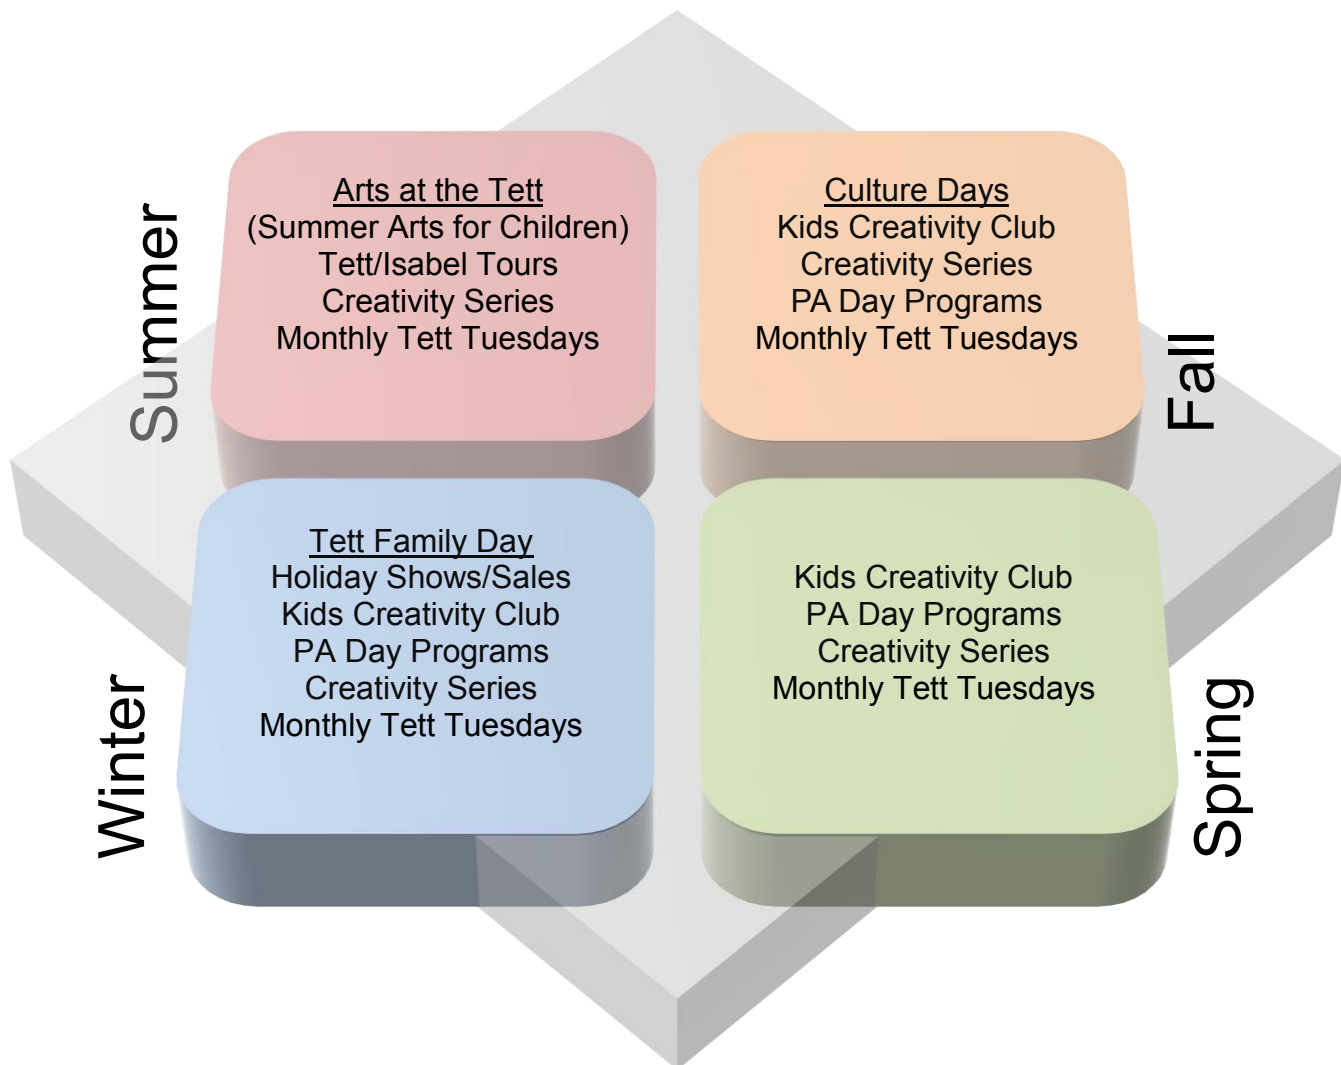 Summer
Arts at the Tett
(Summer Arts for Children)
Tett/Isabel Tours
Creativity Series
Monthly Tett Tuesdays
Culture Days
Kids Creativity Club
Creativity Series
PA Day Programs
Monthly Tett Tuesdays
Fall
Winter
Tett Family Day
Holiday Shows/Sales
Kids Creativity Club
PA Day Programs
Creativity Series
Monthly Tett Tuesdays
Kids Creativity Club
PA Day Programs
Creativity Series
Monthly Tett Tuesdays
Spring